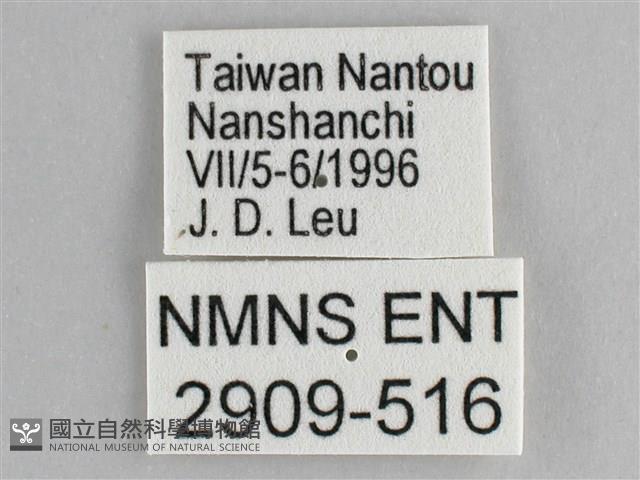 Taiwan Nantou
Nanshanchi
VII/5-6/1996
J. D. Leu
NMNS ENT
2909-516
國立自然科學博物館
NATIONAL MUSEUM OF NATURAL SCIENCE